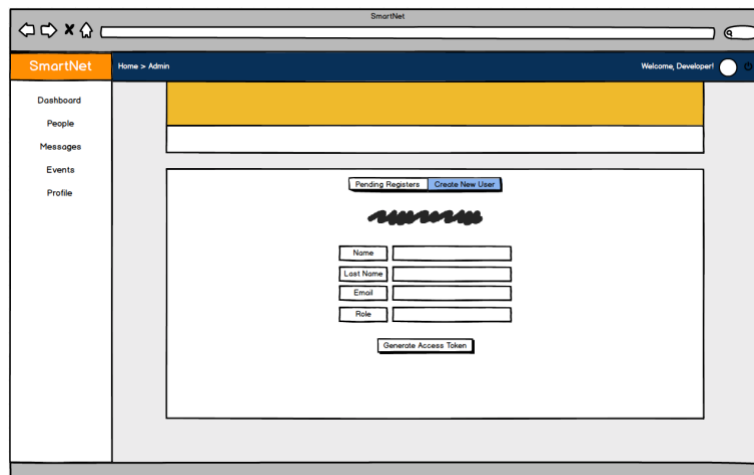 SmartNet
SmartNet
Home > Admin
Welcome, Developer!
Dashboard
People
Messages
Events
Profile
Pending Registers
Create New User
Name
Last Name
Email
Role
Generate Access Token